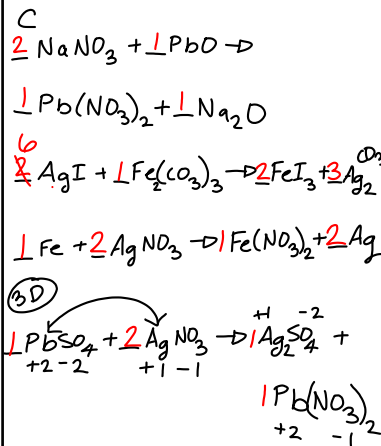 C
2 NaNO3 + 1 PbO →
1 Pb(NO3)2 + 1 Na2O
6
2 AgI + 1 Fe2(CO3)3 → 2 FeI3 + 3 Ag2CO3
1 Fe + 2 AgNO3 → 1 Fe(NO3)2 + 2 Ag
3D
1 PbSO4 + 2 AgNO3 → 1 Ag2SO4 +
+2 -2 +1 -1 +1 -2
1 Pb(NO3)2
+2 -1